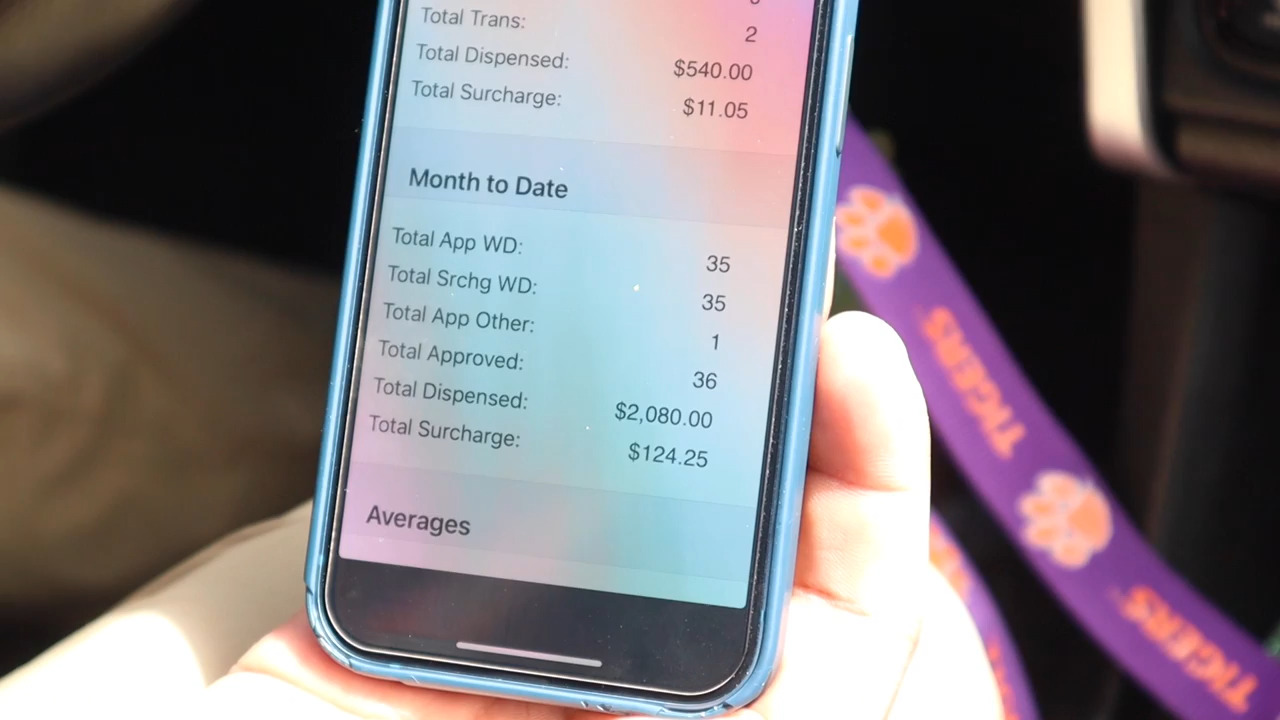 Total Trans: 2
Total Dispensed: $540.00
Total Surcharge: $11.05
Month to Date
Total App WD: 35
Total Srchg WD: 35
Total App Other: 1
Total Approved: 36
Total Dispensed: $2,080.00
Total Surcharge: $124.25
Averages
TIGERS
TIGERS